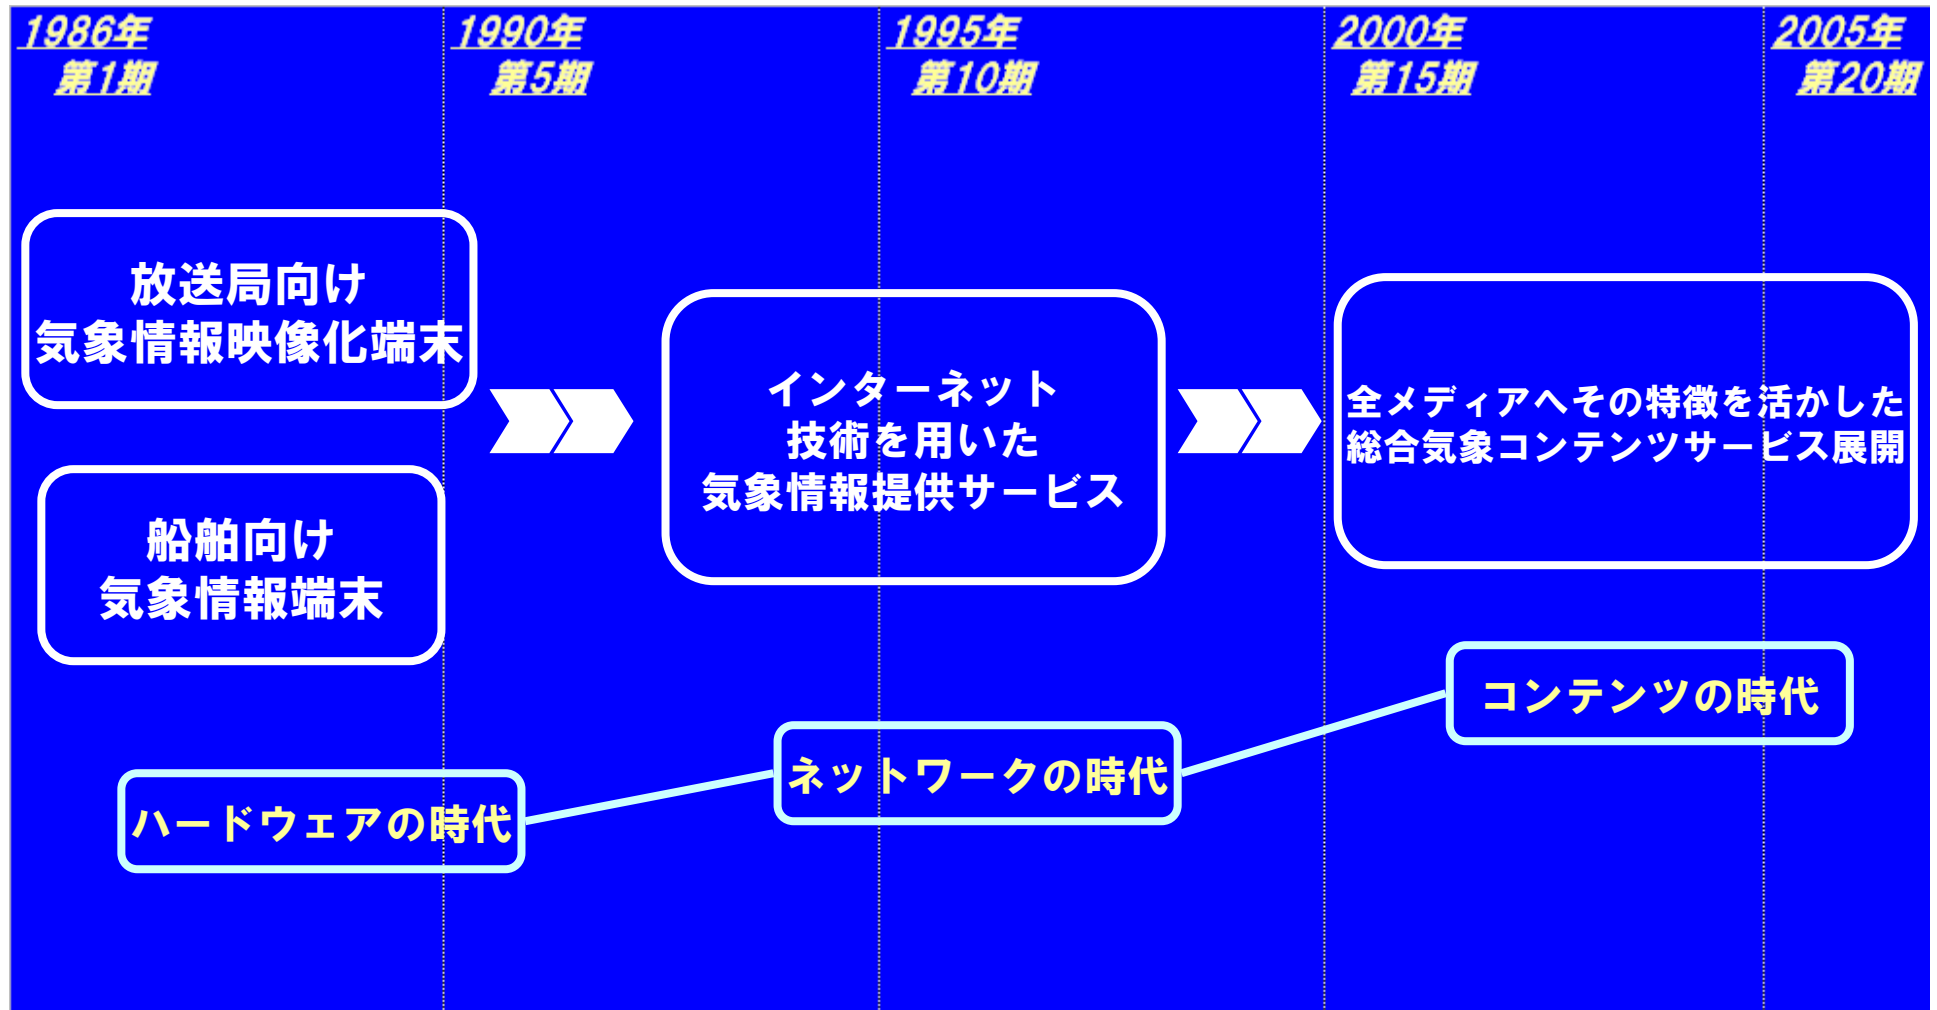 1986年
第1期
1990年
第5期
1995年
第10期
2000年
第15期
2005年
第20期
放送局向け
気象情報映像化端末
船舶向け
気象情報端末
インターネット
技術を用いた
気象情報提供サービス
全メディアへその特徴を活かした
総合気象コンテンツサービス展開
ハードウェアの時代
ネットワークの時代
コンテンツの時代